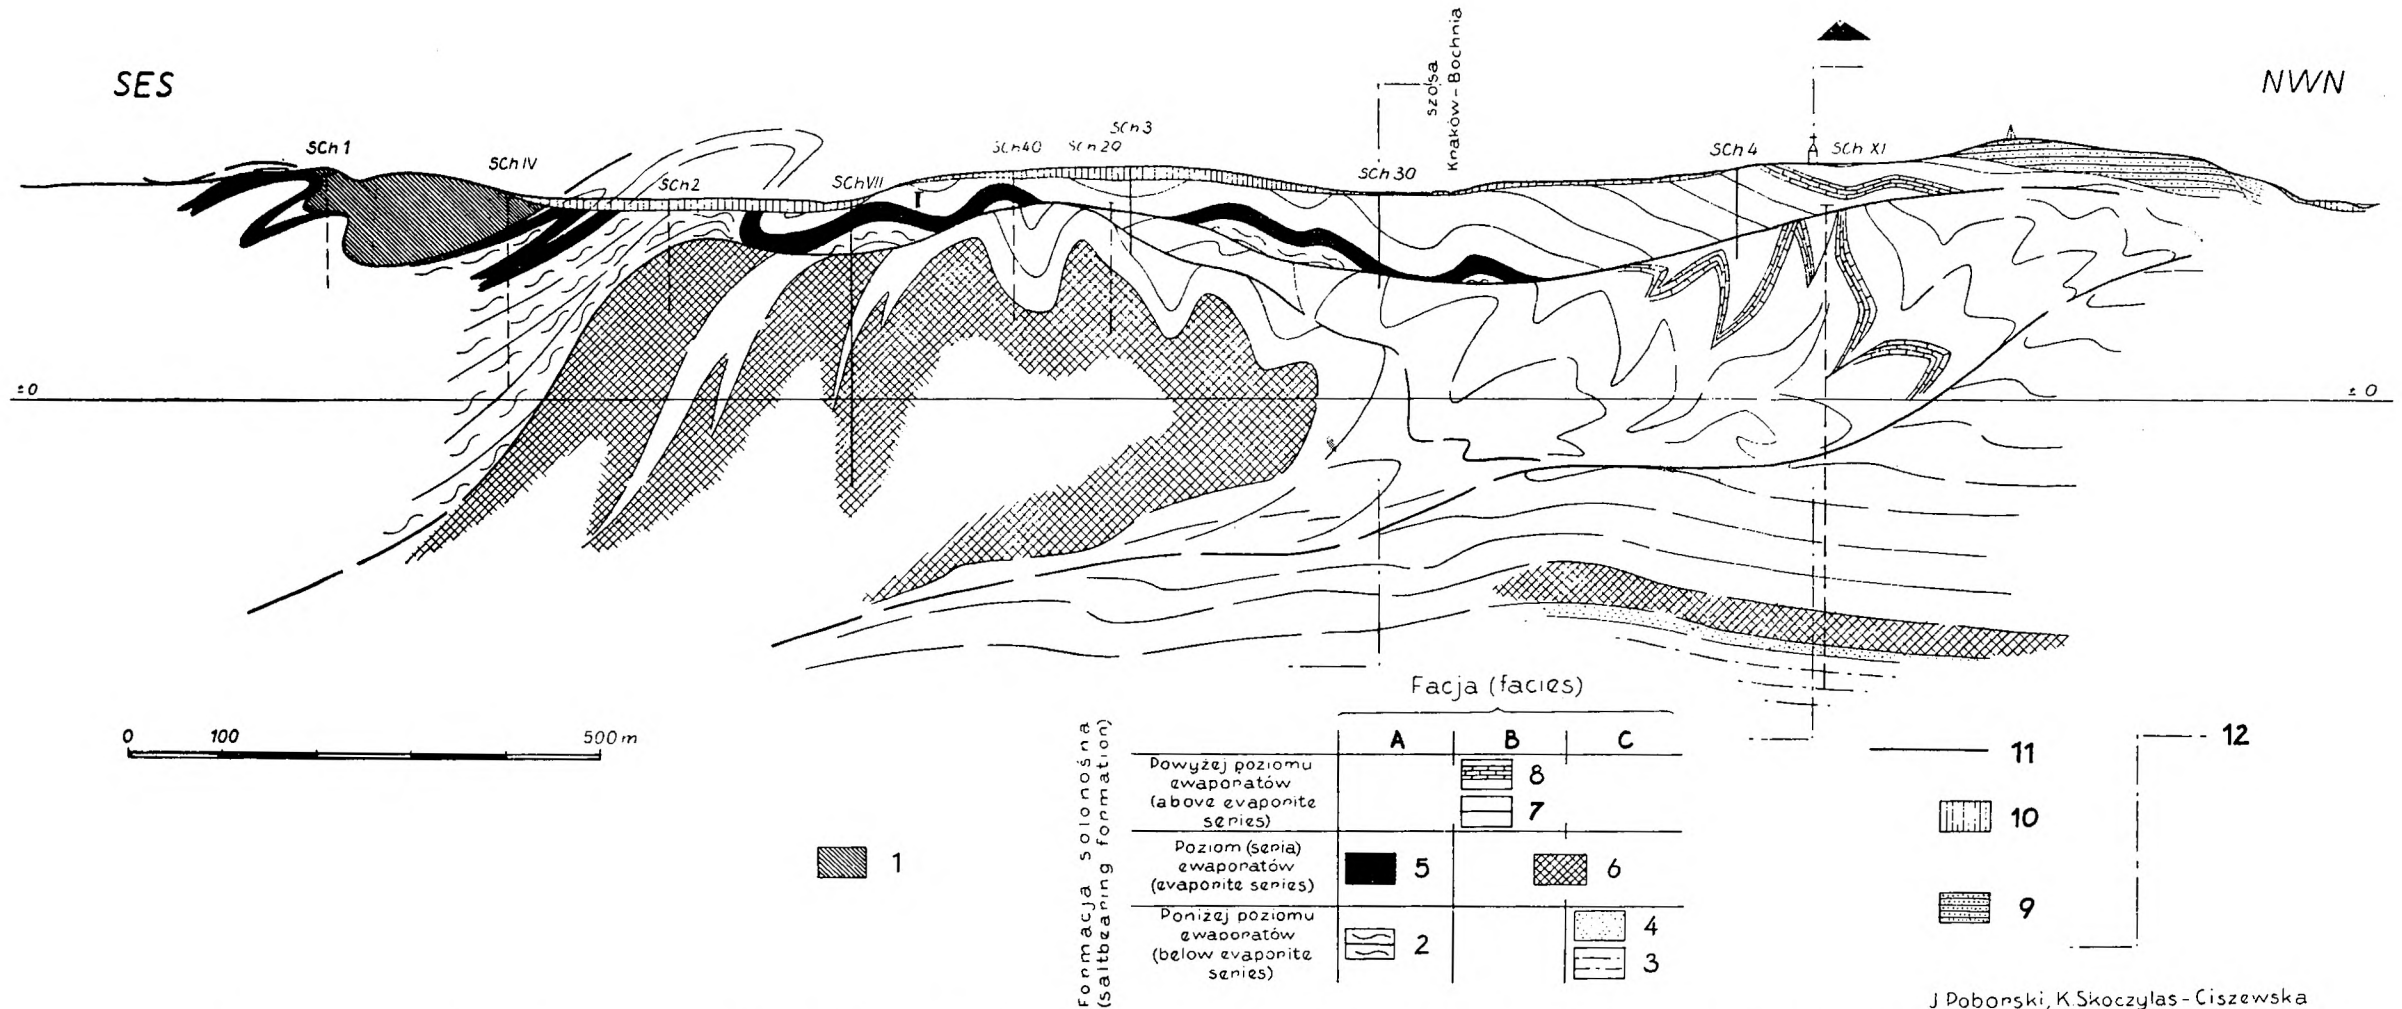 SES
NWN
szosa
Kraków-Bochnia
SCh 1
SCh IV
SCh 2
SCh VII
SCh 40
SCh 20
SCh 3
SCh 30
SCh 4
SCh XI
± 0
± 0
0 100 500 m
Facja (facies)
A B C
Formacja solonośna
(saltbearing formation)
Powyżej poziomu
ewaporatów
(above evaporite
series)
8
7
Poziom (seria)
ewaporatów
(evaporite series)
5
6
Poniżej poziomu
ewaporatów
(below evaporite
series)
2
4
3
1
11
12
10
9
J Poborski, K. Skoczylas-Ciszewska